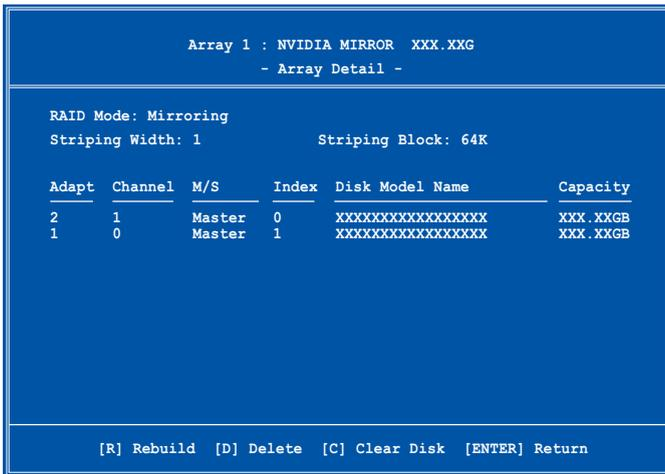 Array 1 : NVIDIA MIRROR XXX.XXG
- Array Detail -
RAID Mode: Mirroring
Striping Width: 1 Striping Block: 64K
Adapt Channel M/S Index Disk Model Name Capacity
2 1 Master 0 XXXXXXXXXXXXXXXXX XXX.XXGB
1 0 Master 1 XXXXXXXXXXXXXXXXX XXX.XXGB
[R] Rebuild [D] Delete [C] Clear Disk [ENTER] Return